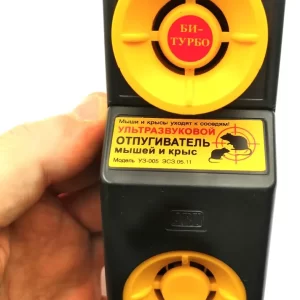 БИ-
ТУРБО
Мыши и крысы уходят к соседям!
УЛЬТРАЗВУКОВОЙ
ОТПУГИВАТЕЛЬ
мышей и крыс
Модель УЗ-005 ЭСЗ 05.11